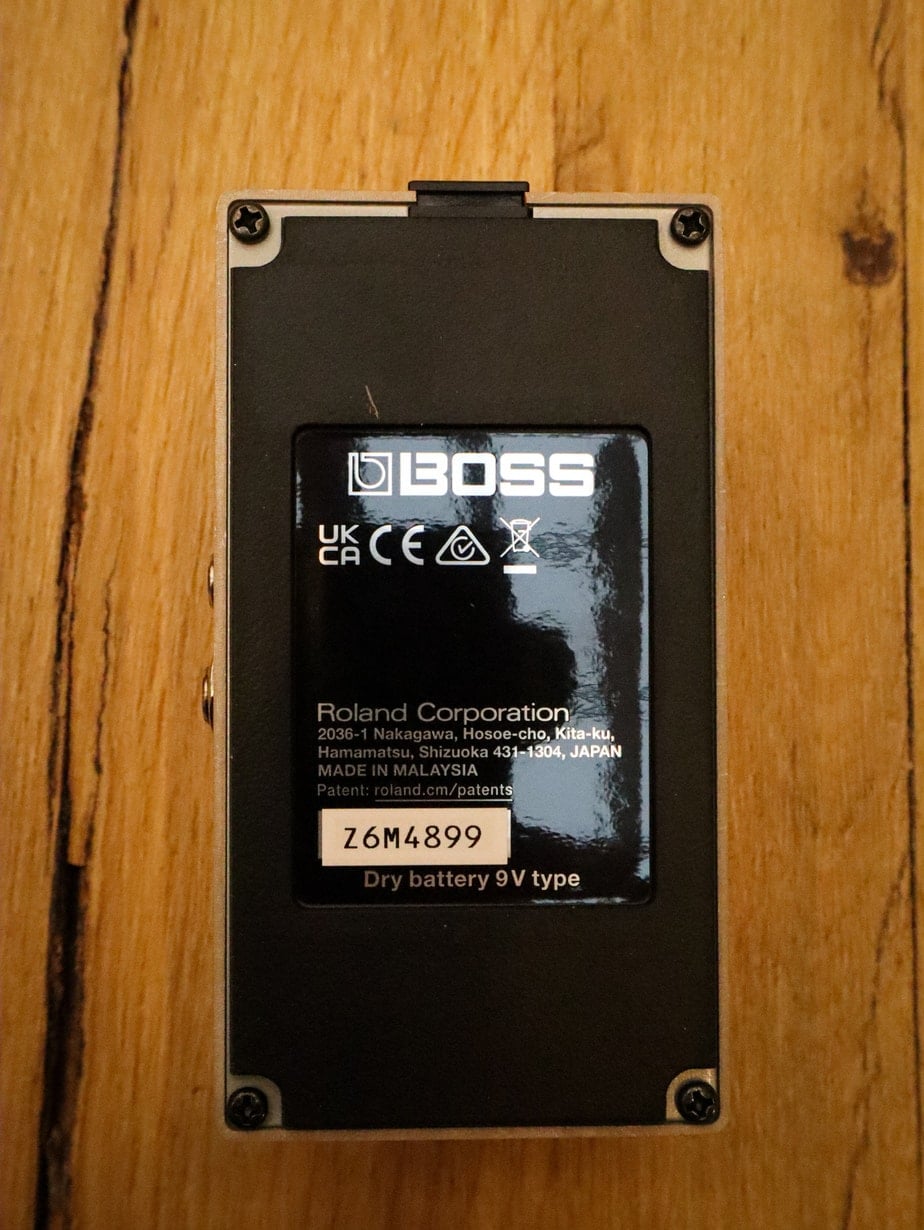 BOSS
UK
CA CE
Roland Corporation
2036-1 Nakagawa, Hosoe-cho, Kita-ku,
Hamamatsu, Shizuoka 431-1304, JAPAN
MADE IN MALAYSIA
Patent: roland.cm/patents
Z6M4899
Dry battery 9V type